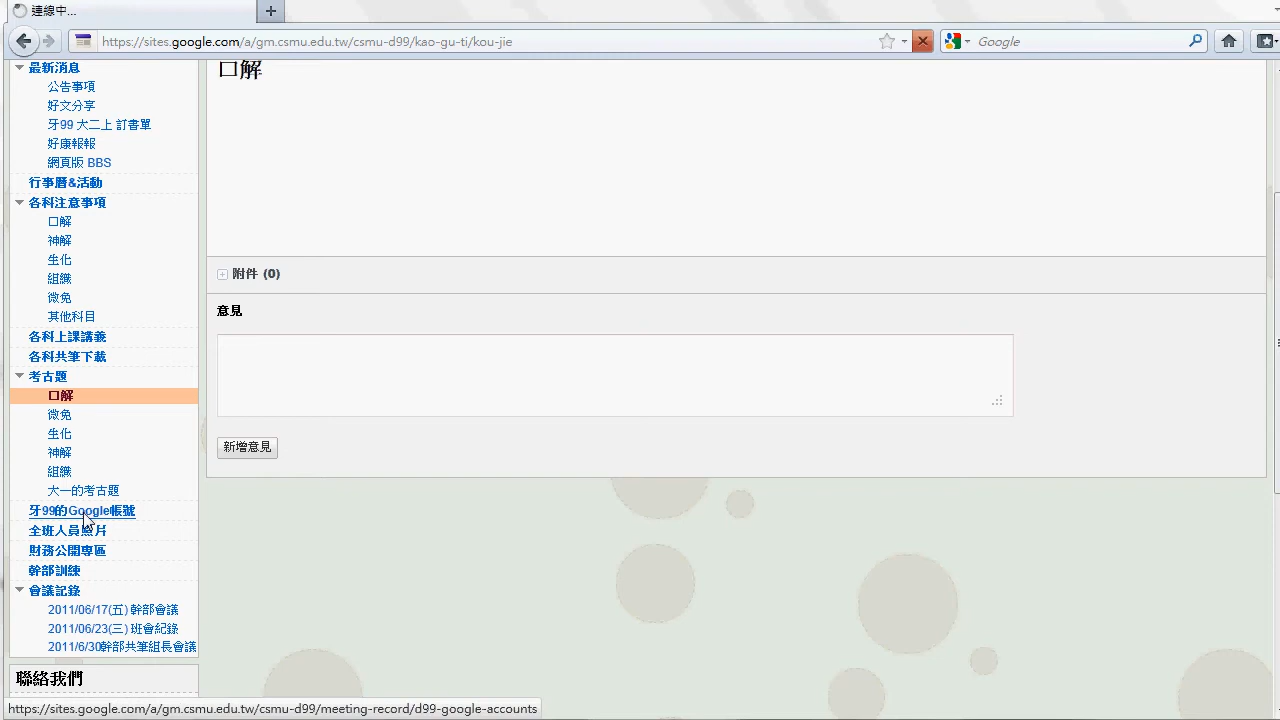 連線中...
https://sites.google.com/a/gm.csmu.edu.tw/csmu-d99/kao-gu-ti/kou-jie
Google
最新消息
公告事項
好文分享
牙99 大二上 訂書單
好康報報
網頁版 BBS
行事曆&活動
各科注意事項
口解
神解
生化
組織
微免
其他科目
各科上課講義
各科共筆下載
考古題
口解
微免
生化
神解
組織
大一的考古題
牙99的Google帳號
全班人員照片
財務公開專區
幹部訓練
會議記錄
2011/06/17(五) 幹部會議
2011/06/23(三) 班會紀錄
2011/6/30幹部共筆組長會議
聯絡我們
口解
附件 (0)
意見
新增意見
https://sites.google.com/a/gm.csmu.edu.tw/csmu-d99/meeting-record/d99-google-accounts